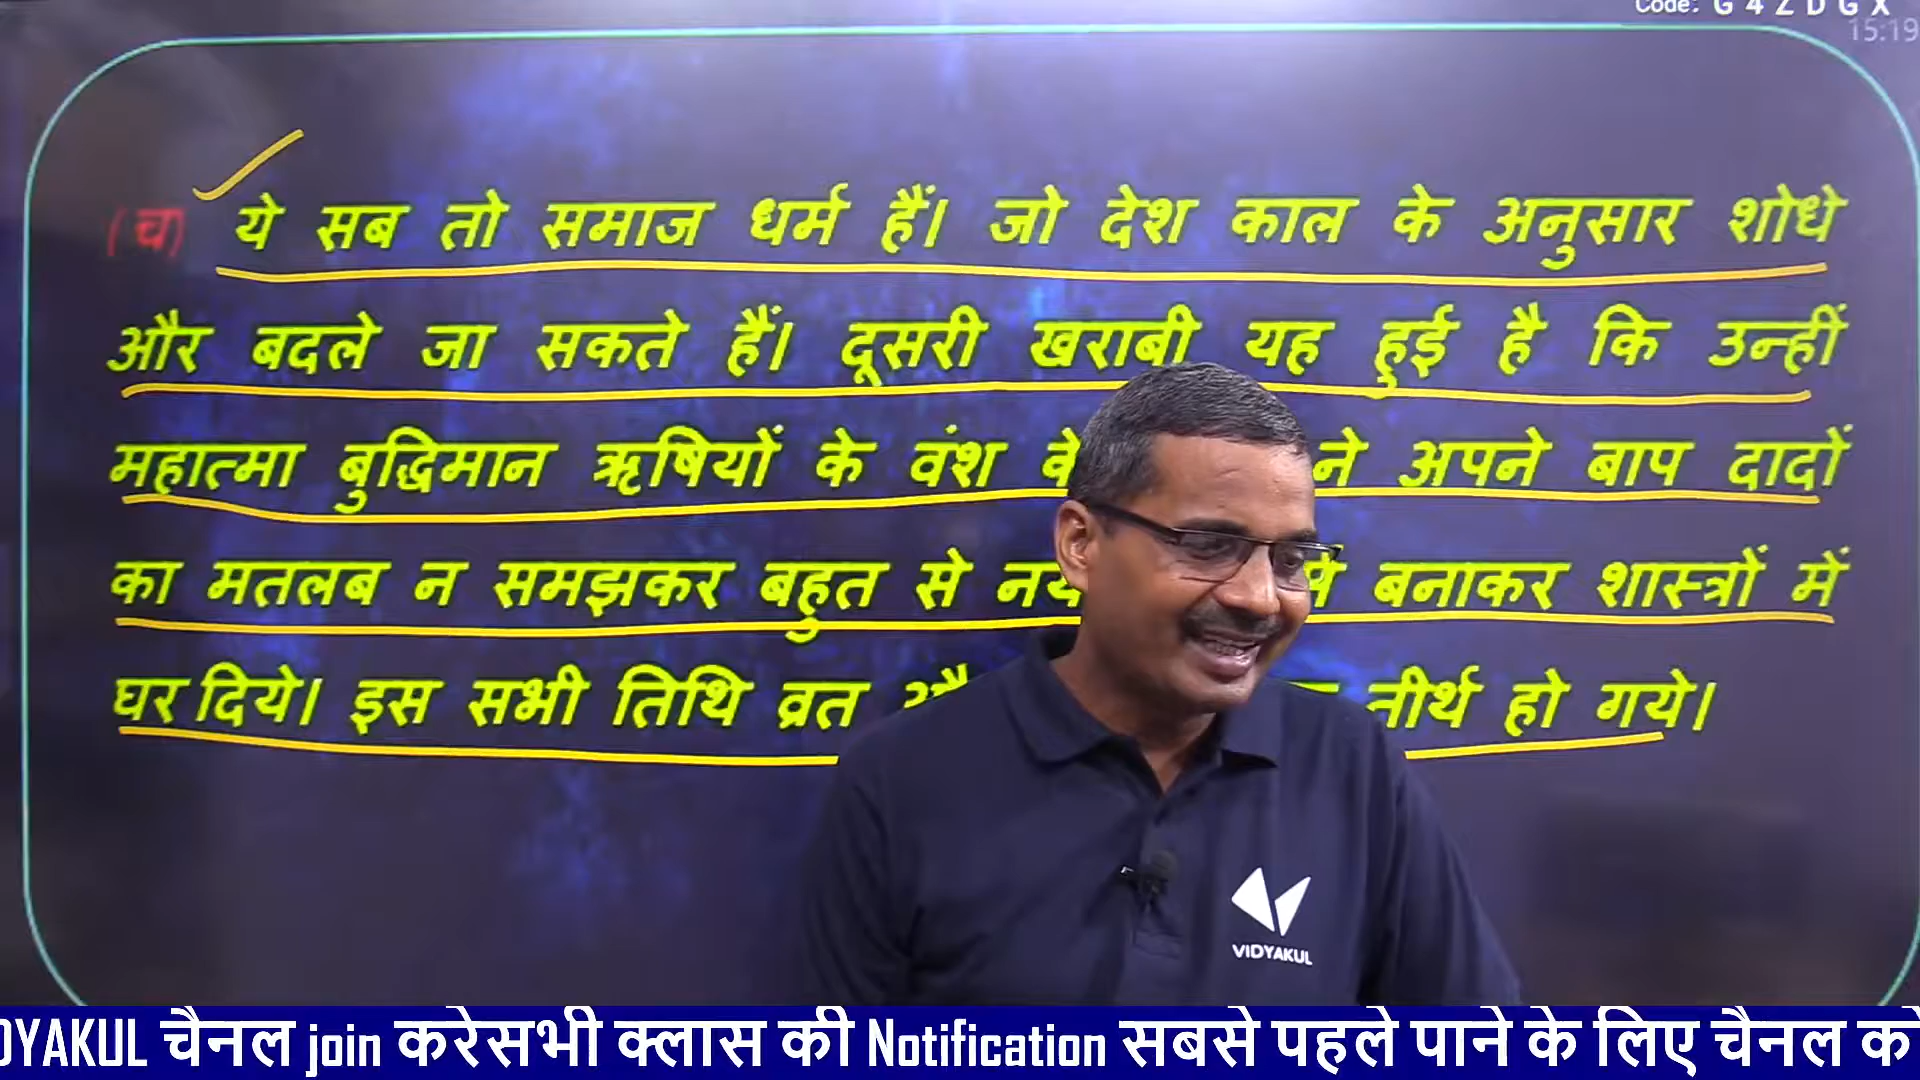 Code: G 4 Z D G X
15:19
(च) ये सब तो समाज धर्म हैं। जो देश काल के अनुसार शोधे
और बदले जा सकते हैं। दूसरी खराबी यह हुई है कि उन्हीं
महात्मा बुद्धिमान ऋषियों के वंश ने अपने बाप दादों
का मतलब न समझकर बहुत से बनाकर शास्त्रों में
घर दिये। इस सभी तिथि व्रत तीर्थ हो गये।
VIDYAKUL
DYAKUL चैनल join करेसभी क्लास की Notification सबसे पहले पाने के लिए चैनल को